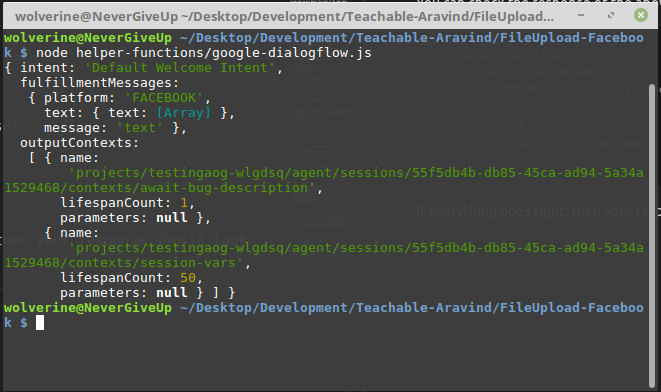 wolverine@NeverGiveUp ~/Desktop/Development/Teachable-Aravind/FileUpload...
wolverine@NeverGiveUp ~/Desktop/Development/Teachable-Aravind/FileUpload-Faceboo
k $ node helper-functions/google-dialogflow.js
{ intent: 'Default Welcome Intent',
fulfillmentMessages:
{ platform: 'FACEBOOK',
text: { text: [Array] },
message: 'text' },
outputContexts:
[ { name:
'projects/testingaog-wlgdsq/agent/sessions/55f5db4b-db85-45ca-ad94-5a34a
1529468/contexts/await-bug-description',
lifespanCount: 1,
parameters: null },
{ name:
'projects/testingaog-wlgdsq/agent/sessions/55f5db4b-db85-45ca-ad94-5a34a
1529468/contexts/session-vars',
lifespanCount: 50,
parameters: null } ] }
wolverine@NeverGiveUp ~/Desktop/Development/Teachable-Aravind/FileUpload-Faceboo
k $